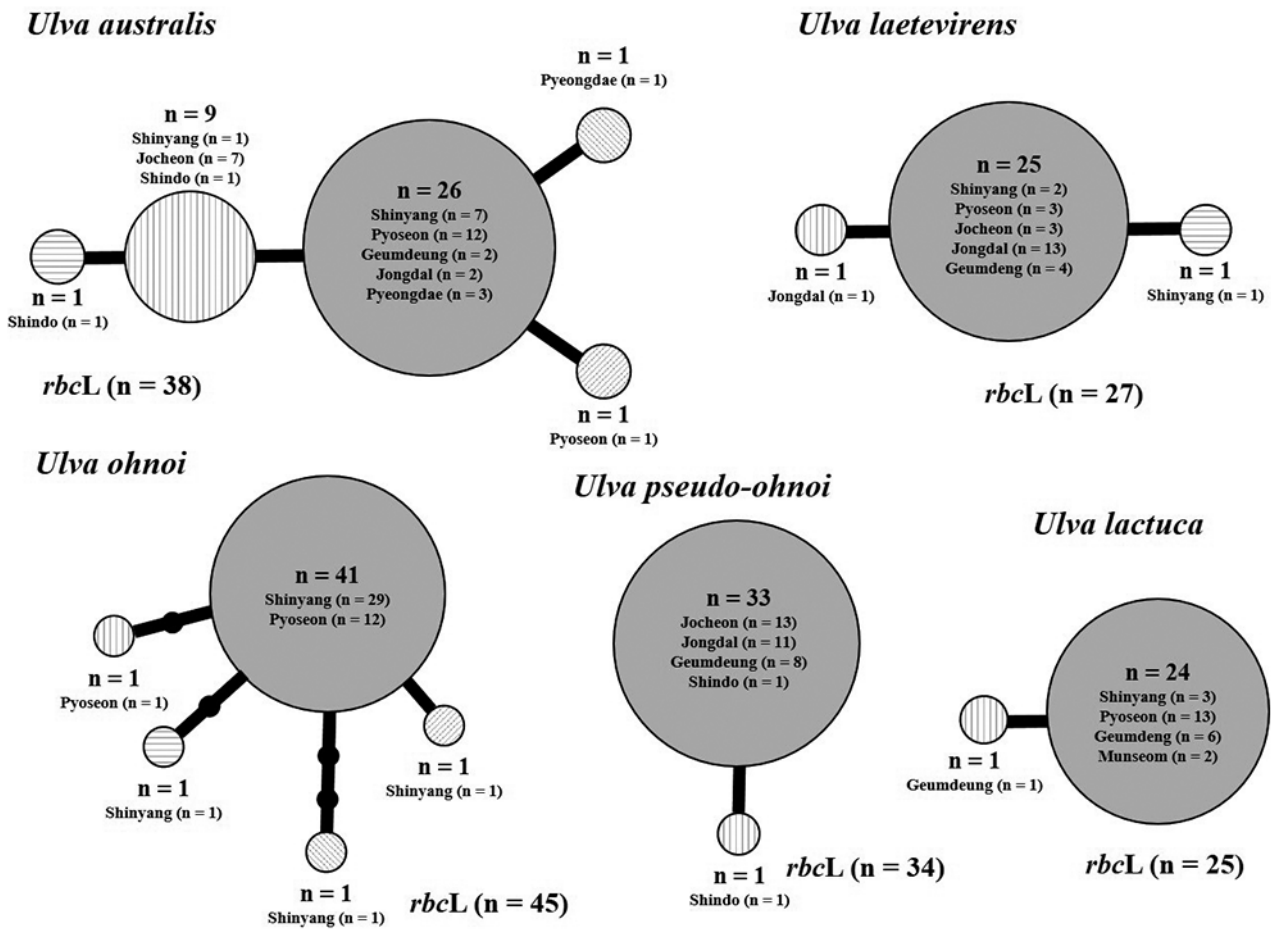 Ulva australis
n = 1
Pyeongdae (n = 1)
n = 9
Shinyang (n = 1)
Jocheon (n = 7)
Shindo (n = 1)
n = 26
Shinyang (n = 7)
Pyoseon (n = 12)
Geumdeung (n = 2)
Jongdal (n = 2)
Pyeongdae (n = 3)
n = 1
Shindo (n = 1)
n = 1
Pyoseon (n = 1)
rbcL (n = 38)
Ulva laetevirens
n = 25
Shinyang (n = 2)
Pyoseon (n = 3)
Jocheon (n = 3)
Jongdal (n = 13)
Geumdeng (n = 4)
n = 1
Jongdal (n = 1)
n = 1
Shinyang (n = 1)
rbcL (n = 27)
Ulva ohnoi
n = 41
Shinyang (n = 29)
Pyoseon (n = 12)
n = 1
Pyoseon (n = 1)
n = 1
Shinyang (n = 1)
n = 1
Shinyang (n = 1)
n = 1
Shinyang (n = 1)
rbcL (n = 45)
Ulva pseudo-ohnoi
n = 33
Jocheon (n = 13)
Jongdal (n = 11)
Geumdeung (n = 8)
Shindo (n = 1)
n = 1
Shindo (n = 1)
rbcL (n = 34)
Ulva lactuca
n = 24
Shinyang (n = 3)
Pyoseon (n = 13)
Geumdeng (n = 6)
Munseom (n = 2)
n = 1
Geumdeung (n = 1)
rbcL (n = 25)